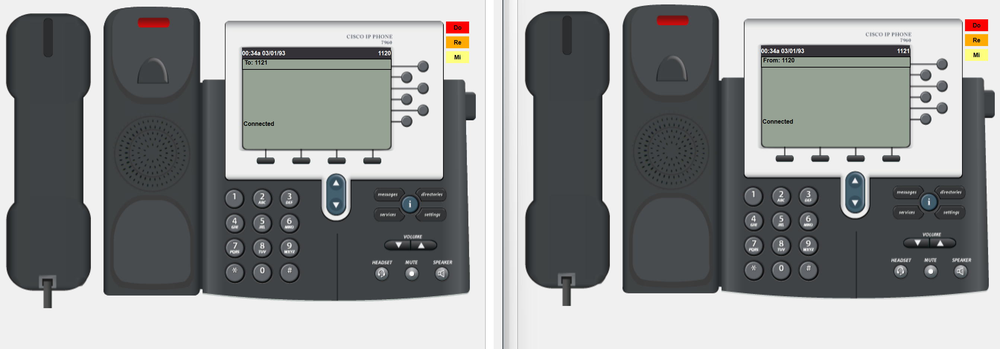 CISCO IP PHONE
7960
00:34a 03/01/93 1120
To: 1121
Connected
Do
Re
Mi
1
2 ABC
3 DEF
4 GHI
5 JKL
6 MNO
7 PQRS
8 TUV
9 WXYZ
*
0
#
messages
directories
i
services
settings
VOLUME
HEADSET MUTE SPEAKER
CISCO IP PHONE
7960
00:34a 03/01/93 1121
From: 1120
Connected
Do
Re
Mi
1
2 ABC
3 DEF
4 GHI
5 JKL
6 MNO
7 PQRS
8 TUV
9 WXYZ
*
0
#
messages
directories
i
services
settings
VOLUME
HEADSET MUTE SPEAKER